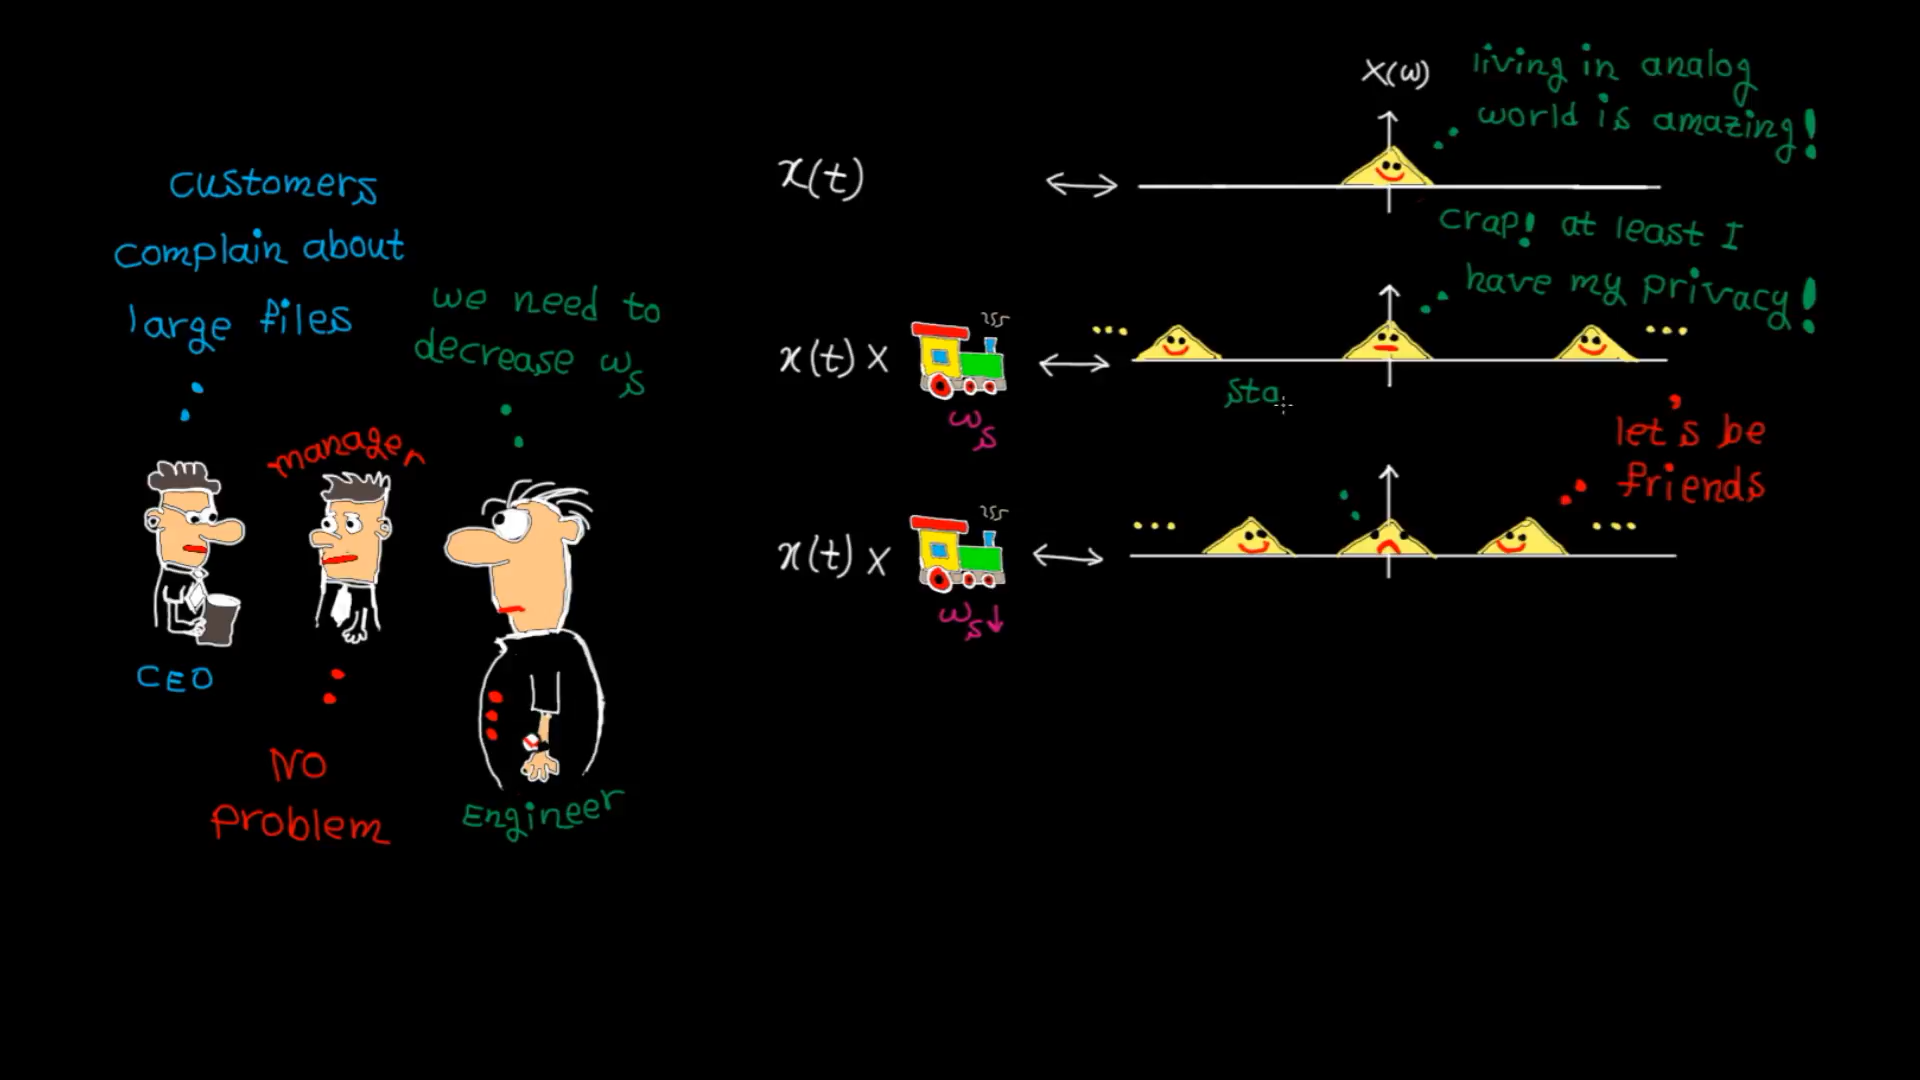 customers
complain about
large files
we need to
decrease ωs
manager
CEO
No
problem
Engineer
X(ω)
living in analog
world is amazing!
x(t)
crap! at least I
have my privacy!
x(t) ×
ωs
sta
let's be
friends
x(t) ×
ωs↓